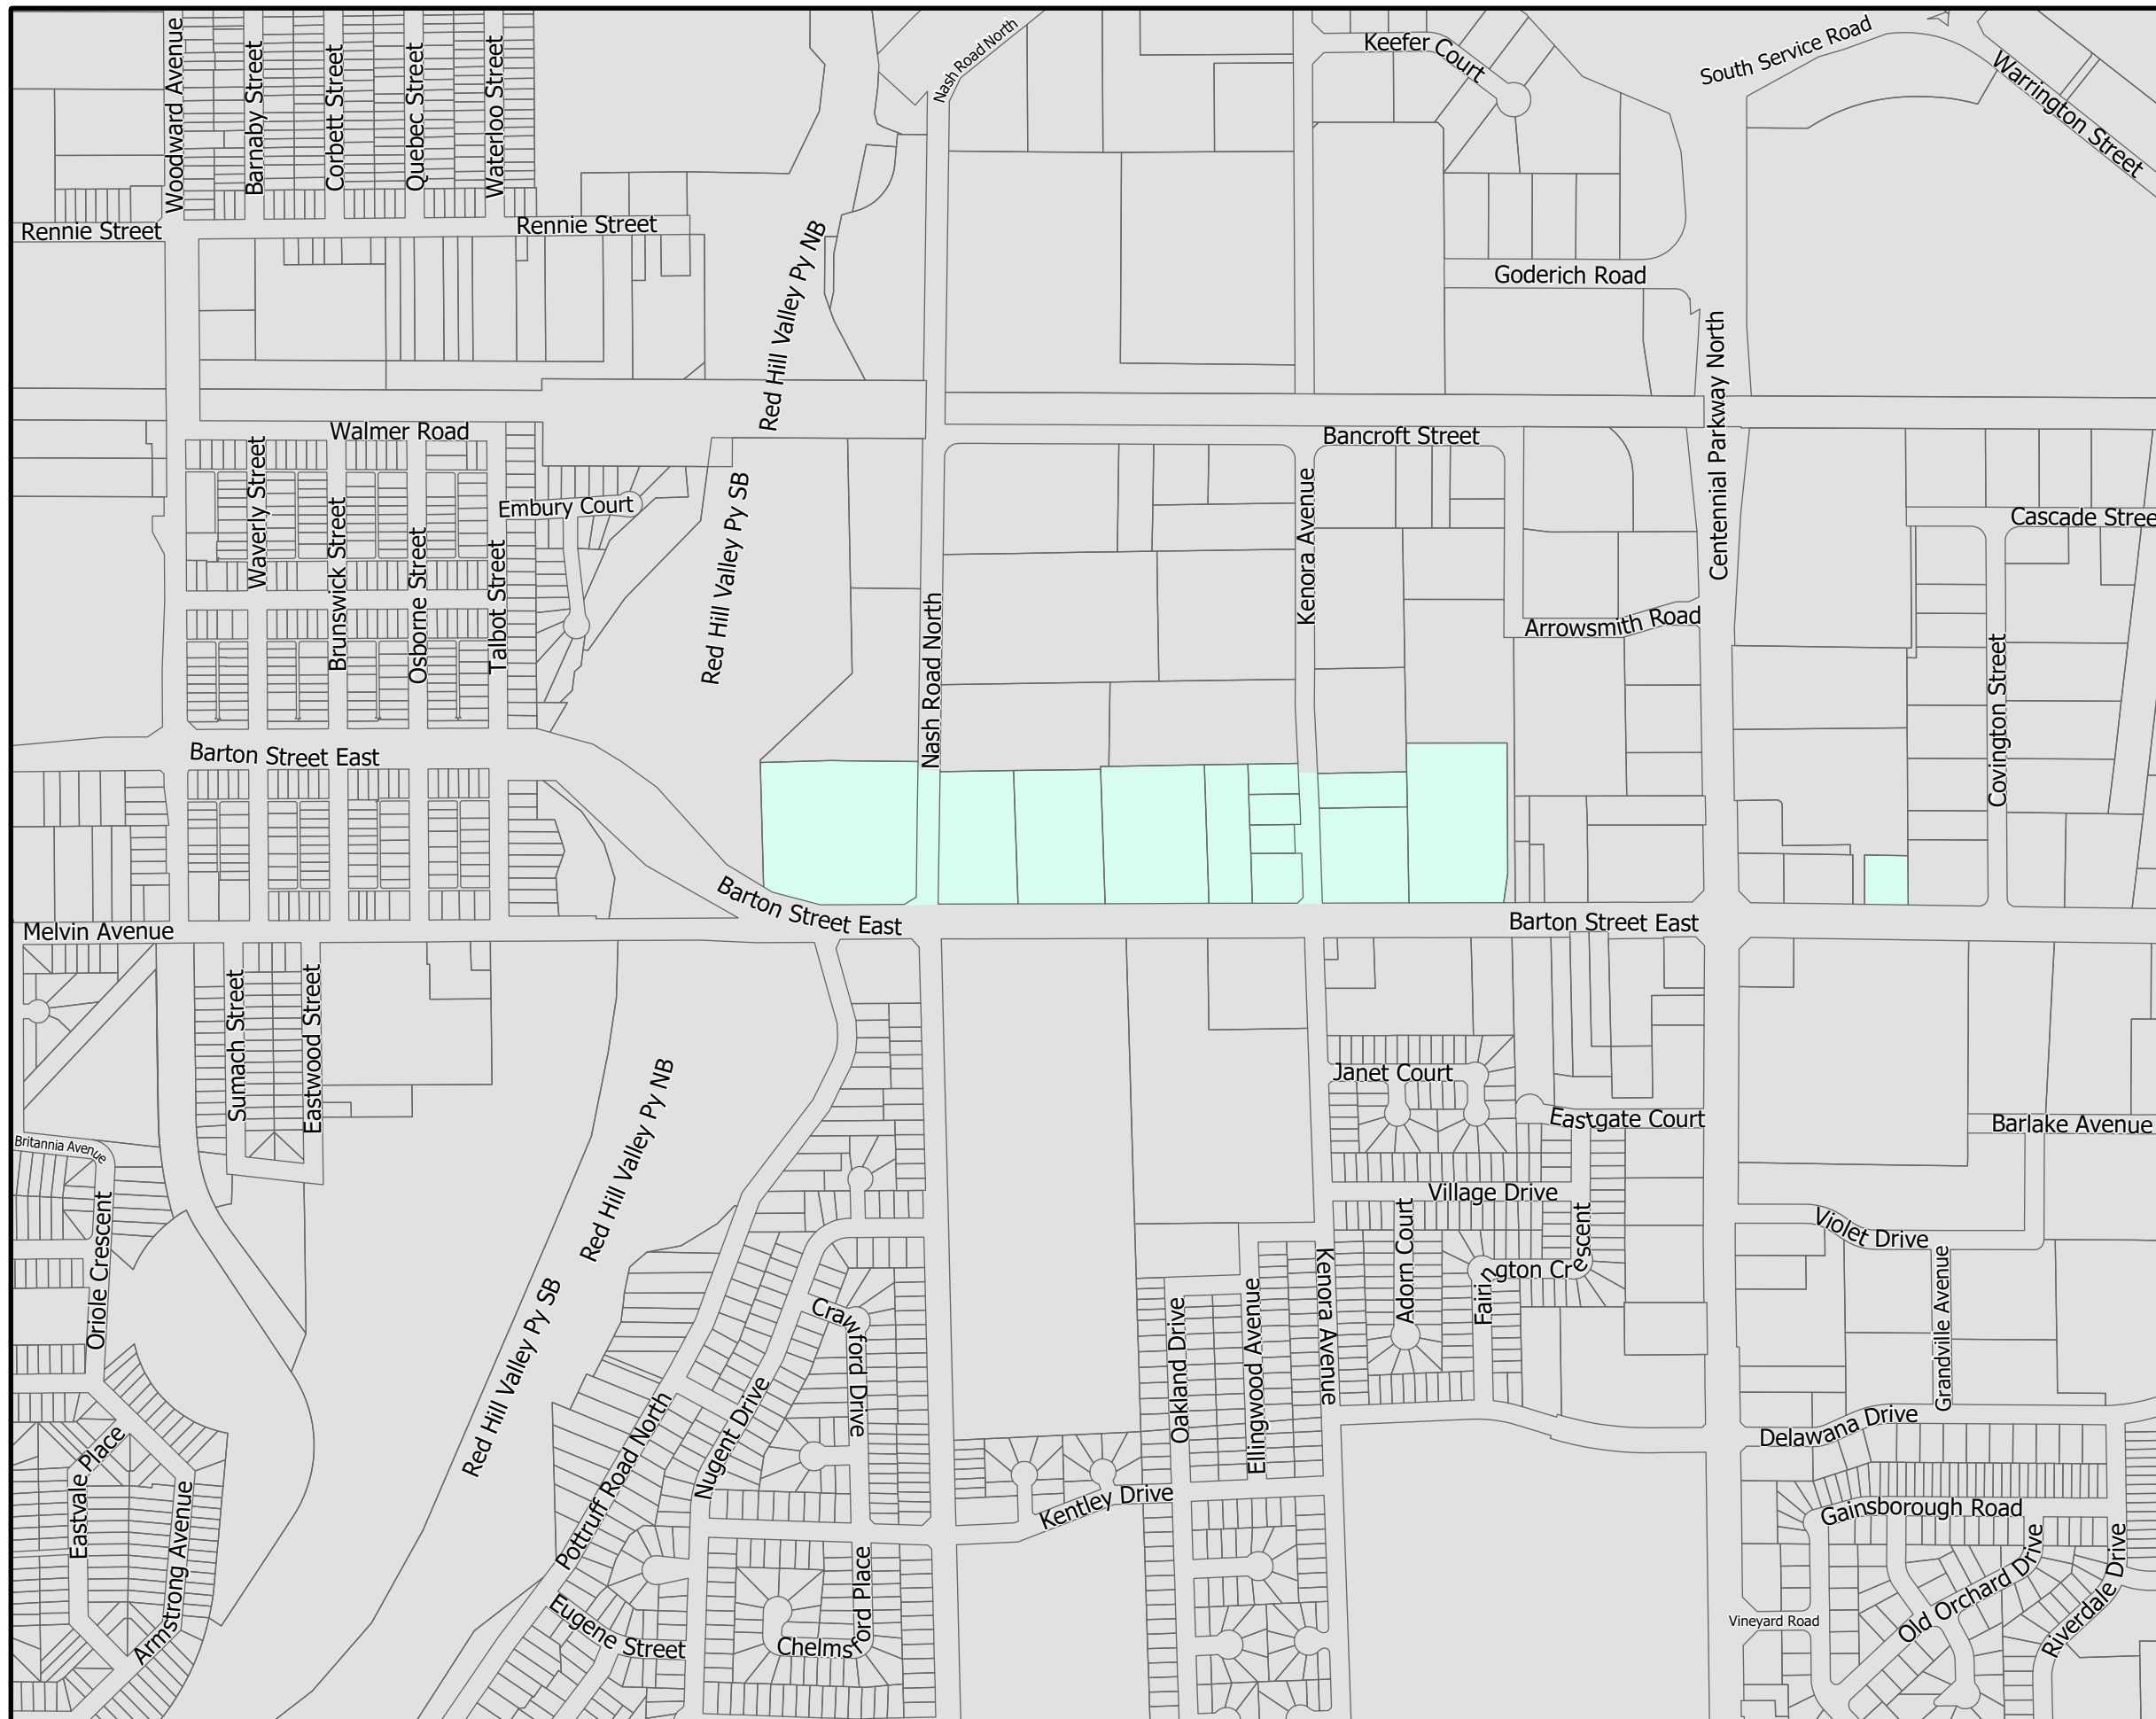 Woodward Avenue
Barnaby Street
Corbett Street
Quebec Street
Waterloo Street
Nash Road North
Keefer Court
South Service Road
Warrington Street
Rennie Street
Rennie Street
Red Hill Valley Py NB
Goderich Road
Centennial Parkway North
Walmer Road
Bancroft Street
Waverly Street
Brunswick Street
Osborne Street
Talbot Street
Embury Court
Red Hill Valley Py SB
Nash Road North
Kenora Avenue
Cascade Stree
Arrowsmith Road
Covington Street
Barton Street East
Barton Street East
Barton Street East
Melvin Avenue
Sumach Street
Eastwood Street
Red Hill Valley Py NB
Janet Court
Eastgate Court
Barlake Avenue
Britannia Avenue
Oriole Crescent
Village Drive
Adorn Court
Fairington Crescent
Violet Drive
Grandville Avenue
Red Hill Valley Py SB
Crawford Drive
Oakland Drive
Ellingwood Avenue
Kenora Avenue
Pottruff Road North
Nugent Drive
Delawana Drive
Eastvale Place
Armstrong Avenue
Kentley Drive
Gainsborough Road
Eugene Street
Chelmsford Place
Vineyard Road
Old Orchard Drive
Riverdale Drive